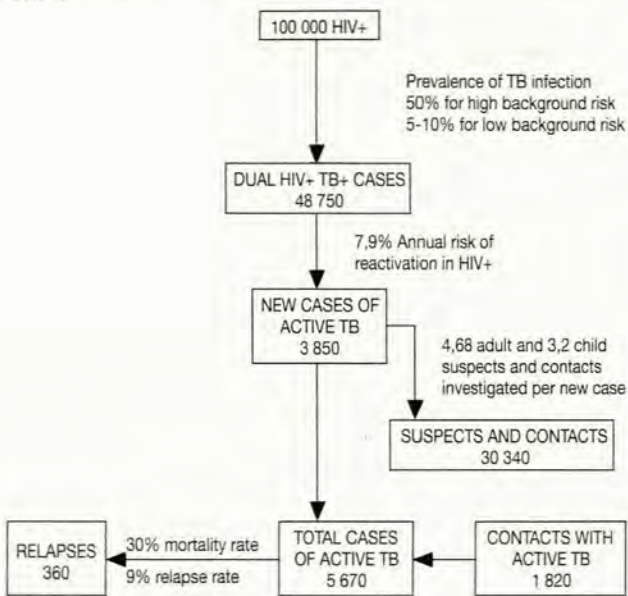 100 000 HIV+
Prevalence of TB infection
50% for high background risk
5-10% for low background risk
DUAL HIV+ TB+ CASES
48 750
7,9% Annual risk of
reactivation in HIV+
NEW CASES OF
ACTIVE TB
3 850
4,68 adult and 3,2 child
suspects and contacts
investigated per new case
SUSPECTS AND CONTACTS
30 340
RELAPSES
360
30% mortality rate
9% relapse rate
TOTAL CASES
OF ACTIVE TB
5 670
CONTACTS WITH
ACTIVE TB
1 820